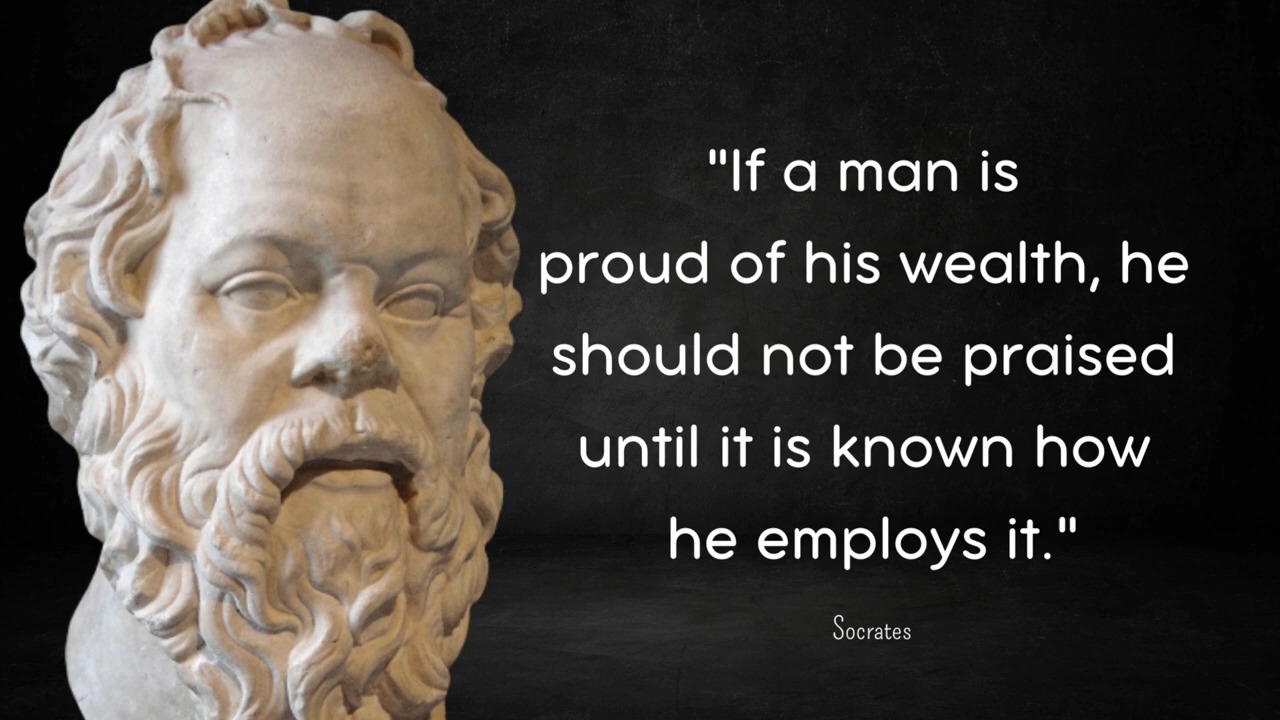 "If a man is
proud of his wealth, he
should not be praised
until it is known how
he employs it."
Socrates